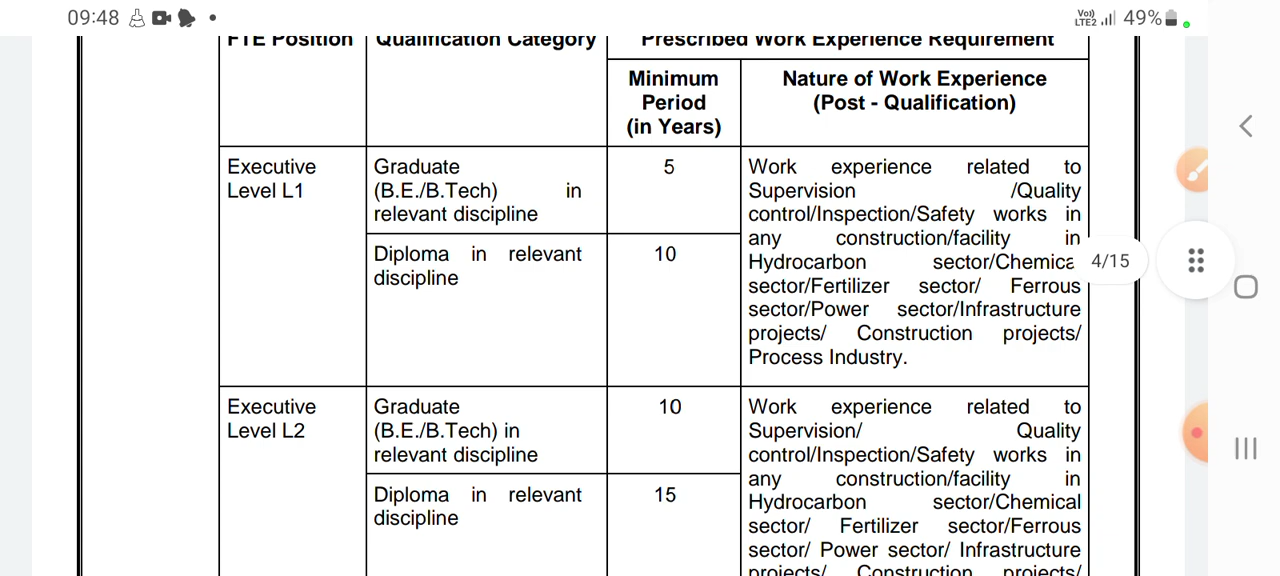 09:48
Vo)) LTE2 49%
FTE Position Qualification Category Prescribed Work Experience Requirement
Minimum
Period
(in Years)
Nature of Work Experience
(Post - Qualification)
Executive
Level L1
Graduate
(B.E./B.Tech) in
relevant discipline
5
Diploma in relevant
discipline
10
Work experience related to
Supervision /Quality
control/Inspection/Safety works in
any construction/facility in
Hydrocarbon sector/Chemica
sector/Fertilizer sector/ Ferrous
sector/Power sector/Infrastructure
projects/ Construction projects/
Process Industry.
4/15
Executive
Level L2
Graduate
(B.E./B.Tech) in
relevant discipline
10
Diploma in relevant
discipline
15
Work experience related to
Supervision/ Quality
control/Inspection/Safety works in
any construction/facility in
Hydrocarbon sector/Chemical
sector/ Fertilizer sector/Ferrous
sector/ Power sector/ Infrastructure
projects/ Construction projects/